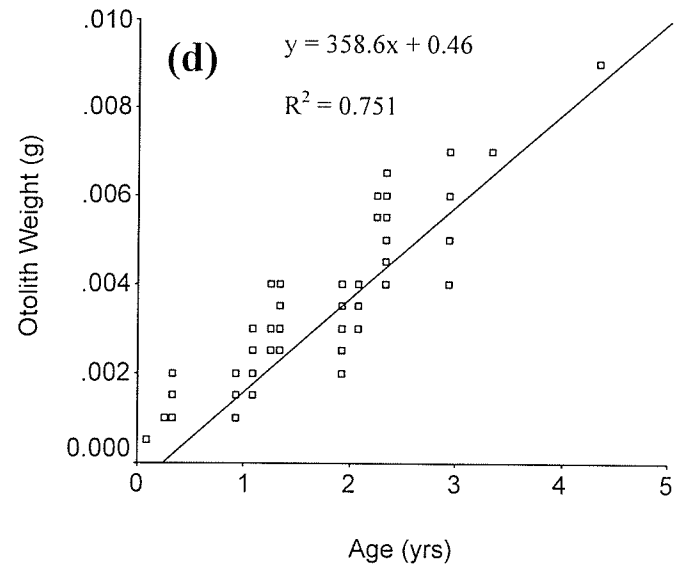 .010
(d)
y = 358.6x + 0.46
.008
R² = 0.751
.006
.004
.002
0.000
Otolith Weight (g)
0
1
2
3
4
5
Age (yrs)